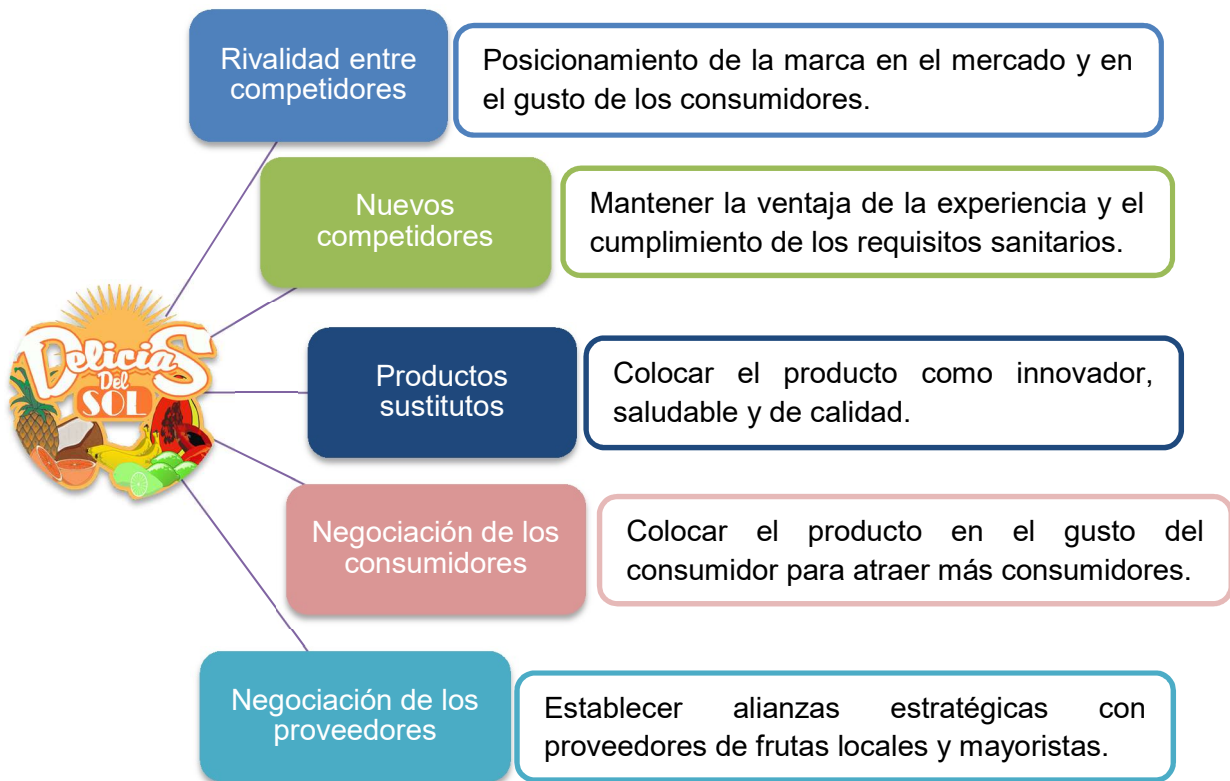 Rivalidad entre
competidores
Posicionamiento de la marca en el mercado y en
el gusto de los consumidores.
Nuevos
competidores
Mantener la ventaja de la experiencia y el
cumplimiento de los requisitos sanitarios.
Delicias
Del
SOL
Productos
sustitutos
Colocar el producto como innovador,
saludable y de calidad.
Negociación de los
consumidores
Colocar el producto en el gusto del
consumidor para atraer más consumidores.
Negociación de los
proveedores
Establecer alianzas estratégicas con
proveedores de frutas locales y mayoristas.